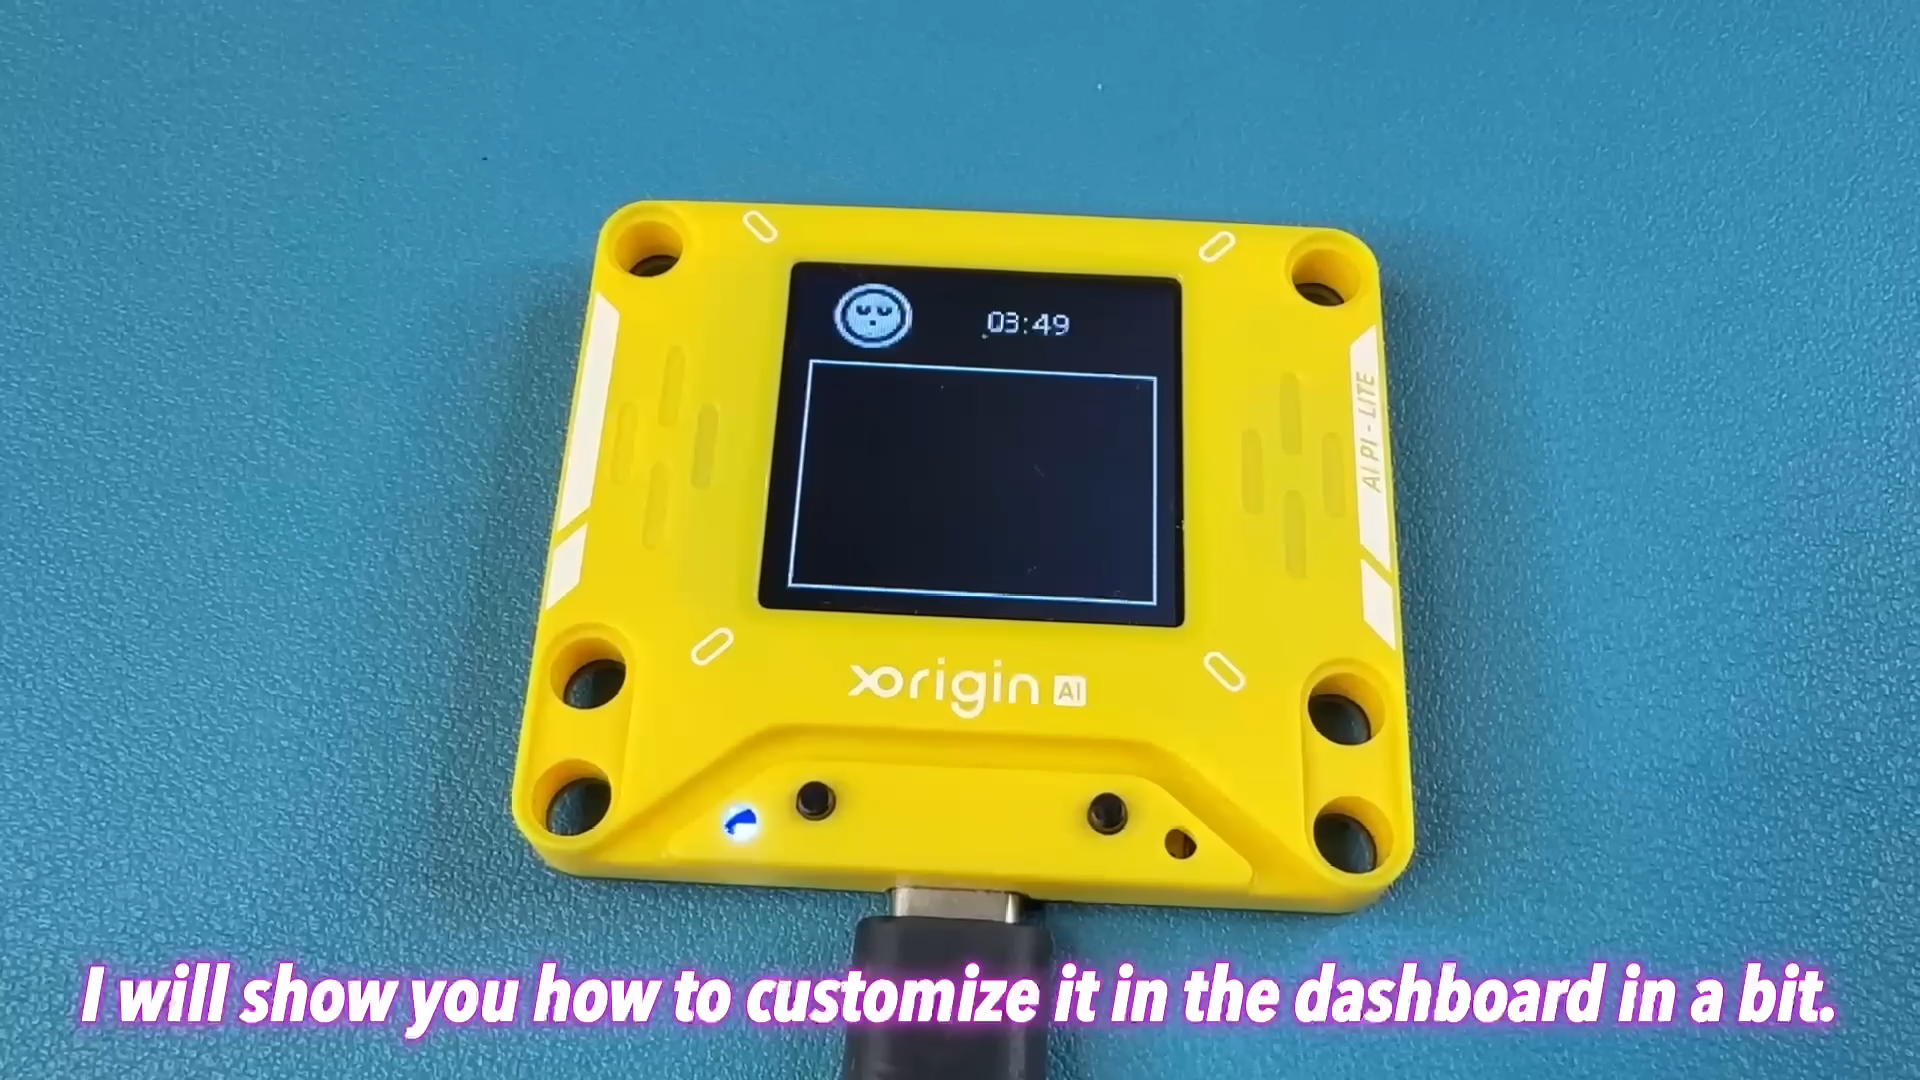 03:49
AI PI - LITE
xorigin AI
I will show you how to customize it in the dashboard in a bit.